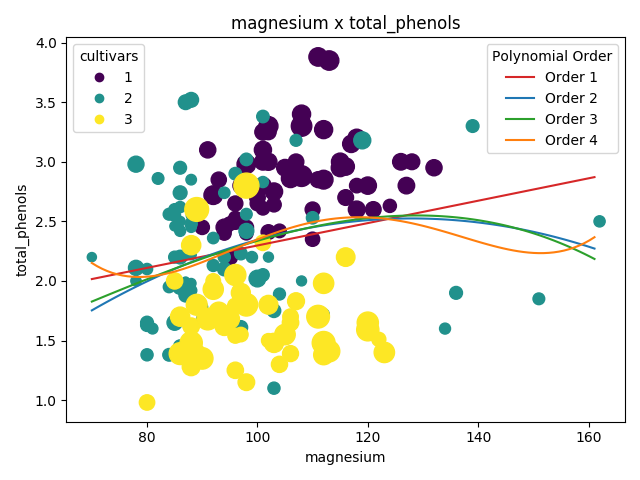 magnesium x total_phenols
cultivars
1
2
3
Polynomial Order
Order 1
Order 2
Order 3
Order 4
4.0
3.5
3.0
2.5
2.0
1.5
1.0
total_phenols
80 100 120 140 160
magnesium